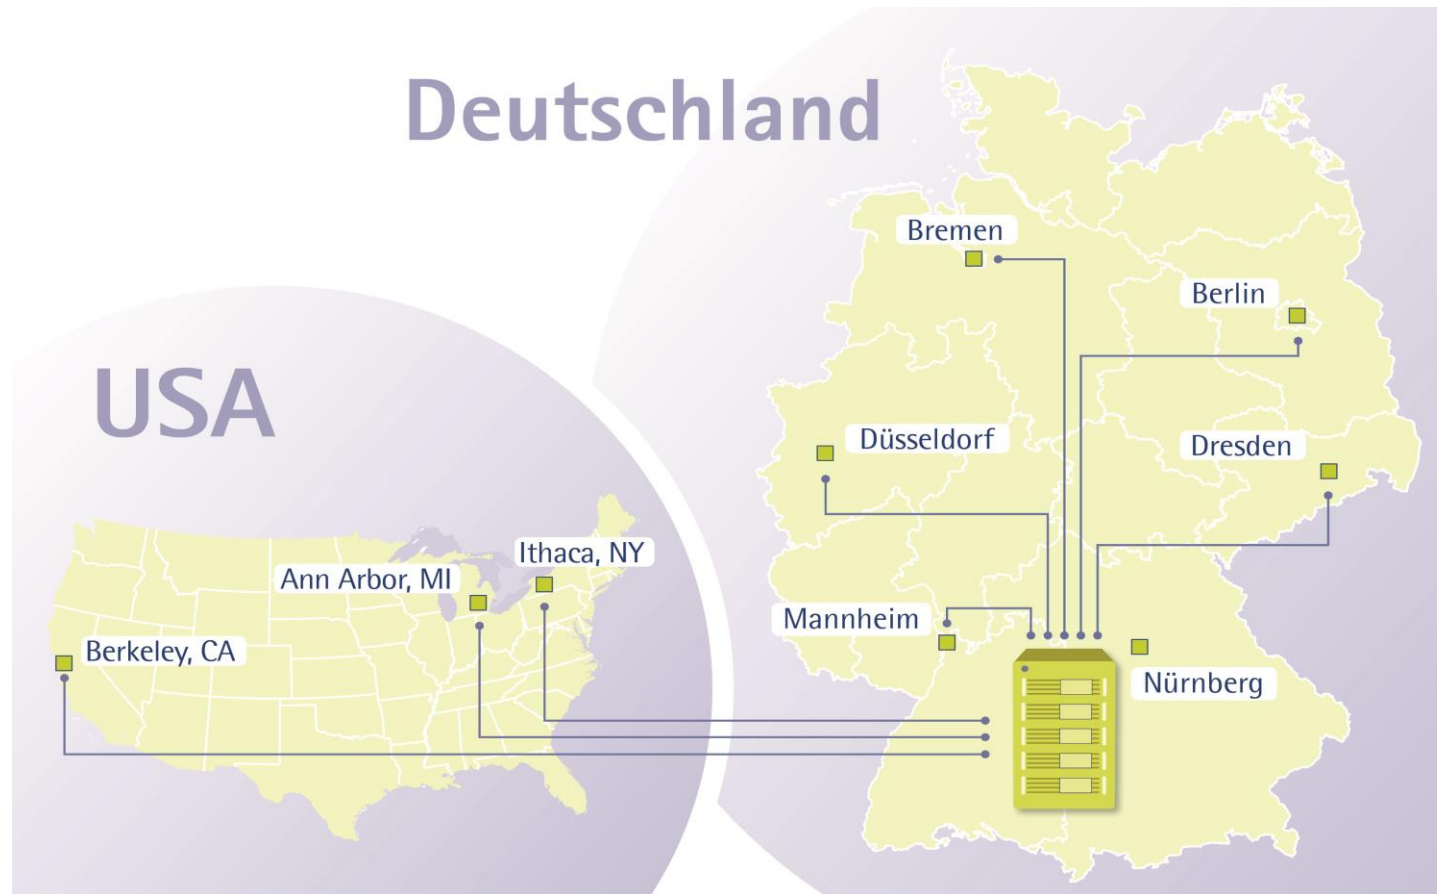 Deutschland
Bremen
Berlin
USA
Düsseldorf
Dresden
Ithaca, NY
Ann Arbor, MI
Mannheim
Berkeley, CA
Nürnberg